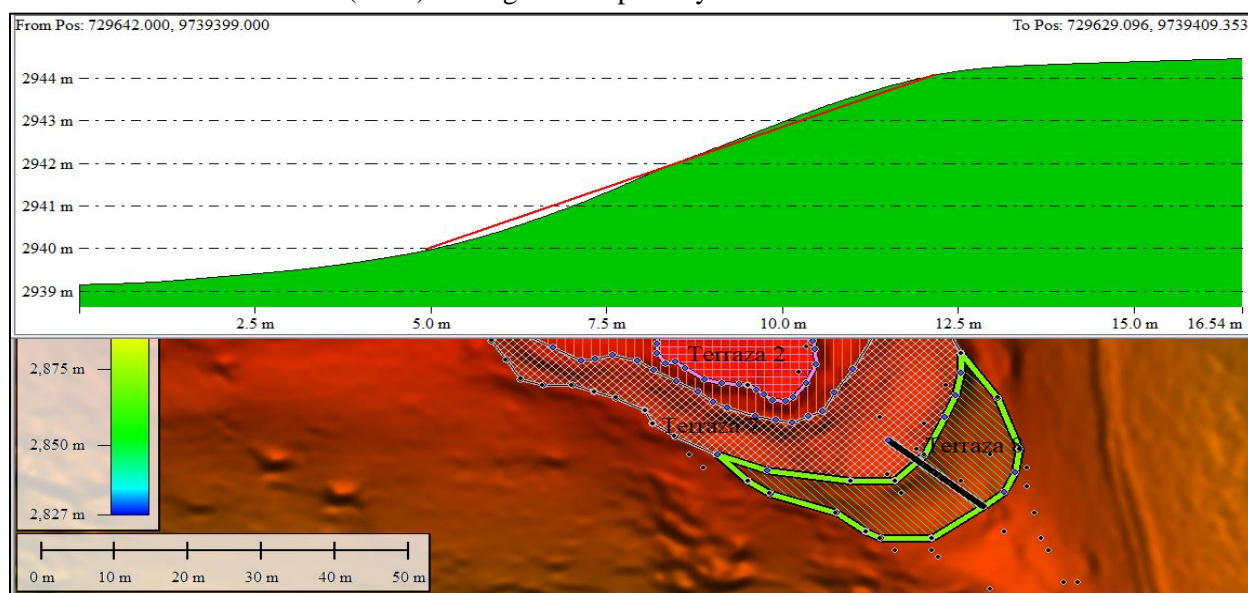 From Pos: 729642.000, 9739399.000 To Pos: 729629.096, 9739409.353
2944 m
2943 m
2942 m
2941 m
2940 m
2939 m
2.5 m 5.0 m 7.5 m 10.0 m 12.5 m 15.0 m 16.54 m
Terraza 2
2,875 m
Terraza
Terraza
2,850 m
2,827 m
0 m 10 m 20 m 30 m 40 m 50 m